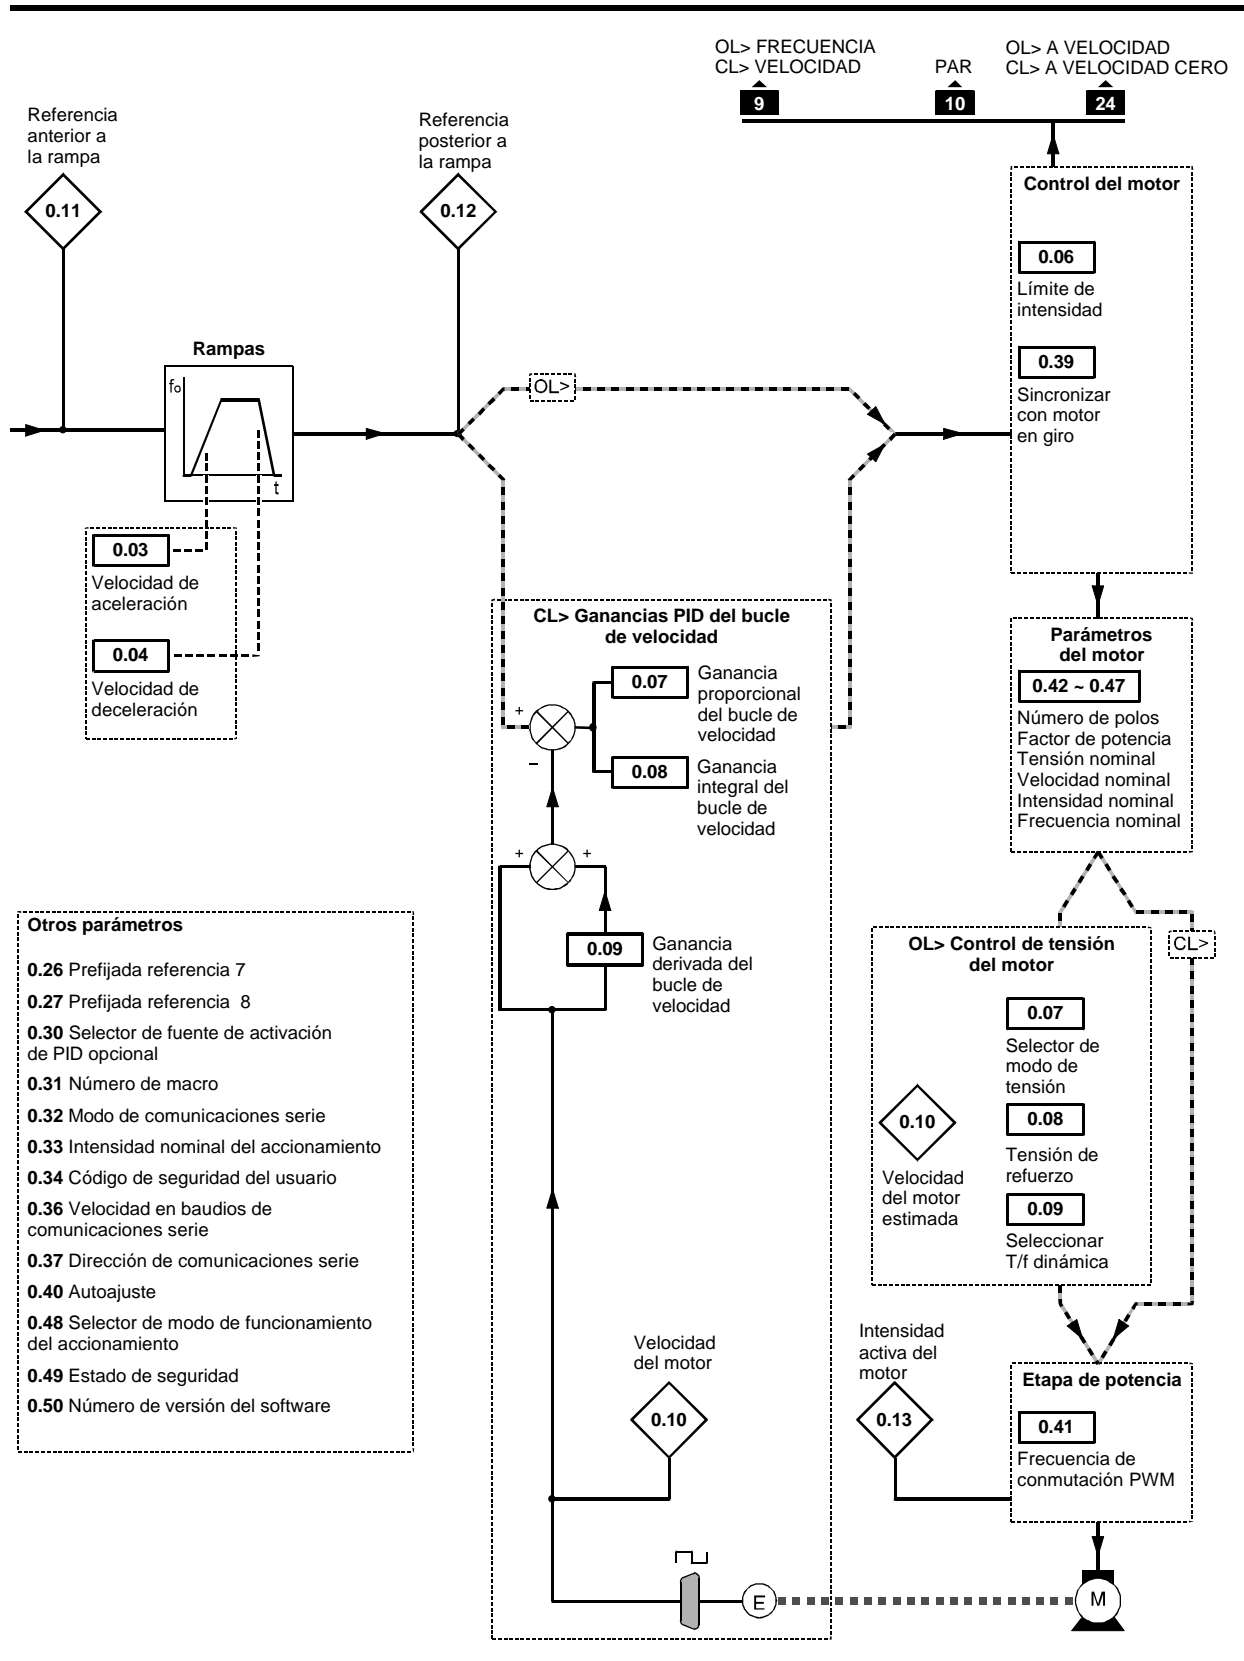 OL> FRECUENCIA
CL> VELOCIDAD
PAR
OL> A VELOCIDAD
CL> A VELOCIDAD CERO
9
10
24
Referencia
anterior a
la rampa
0.11
Referencia
posterior a
la rampa
0.12
Control del motor
0.06
Límite de
intensidad
0.39
Sincronizar
con motor
en giro
Rampas
fo
t
OL>
0.03
Velocidad de
aceleración
0.04
Velocidad de
deceleración
CL> Ganancias PID del bucle
de velocidad
0.07
Ganancia
proporcional
del bucle de
velocidad
+
−
0.08
Ganancia
integral del
bucle de
velocidad
+
+
0.09
Ganancia
derivada del
bucle de
velocidad
Parámetros
del motor
0.42 ~ 0.47
Número de polos
Factor de potencia
Tensión nominal
Velocidad nominal
Intensidad nominal
Frecuencia nominal
Otros parámetros
0.26 Prefijada referencia 7
0.27 Prefijada referencia 8
0.30 Selector de fuente de activación
de PID opcional
0.31 Número de macro
0.32 Modo de comunicaciones serie
0.33 Intensidad nominal del accionamiento
0.34 Código de seguridad del usuario
0.36 Velocidad en baudios de
comunicaciones serie
0.37 Dirección de comunicaciones serie
0.40 Autoajuste
0.48 Selector de modo de funcionamiento
del accionamiento
0.49 Estado de seguridad
0.50 Número de versión del software
OL> Control de tensión
del motor
CL>
0.07
Selector de
modo de
tensión
0.10
Velocidad
del motor
estimada
0.08
Tensión de
refuerzo
0.09
Seleccionar
T/f dinámica
Velocidad
del motor
0.10
Intensidad
activa del
motor
0.13
Etapa de potencia
0.41
Frecuencia de
conmutación PWM
E
M